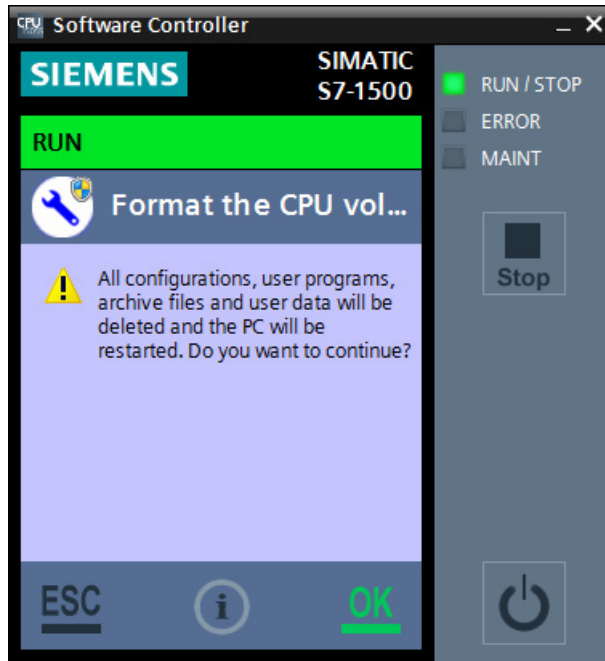 CPU Software Controller
SIEMENS
SIMATIC
S7-1500
RUN / STOP
ERROR
MAINT
RUN
Format the CPU vol...
All configurations, user programs,
archive files and user data will be
deleted and the PC will be
restarted. Do you want to continue?
Stop
ESC
i
OK